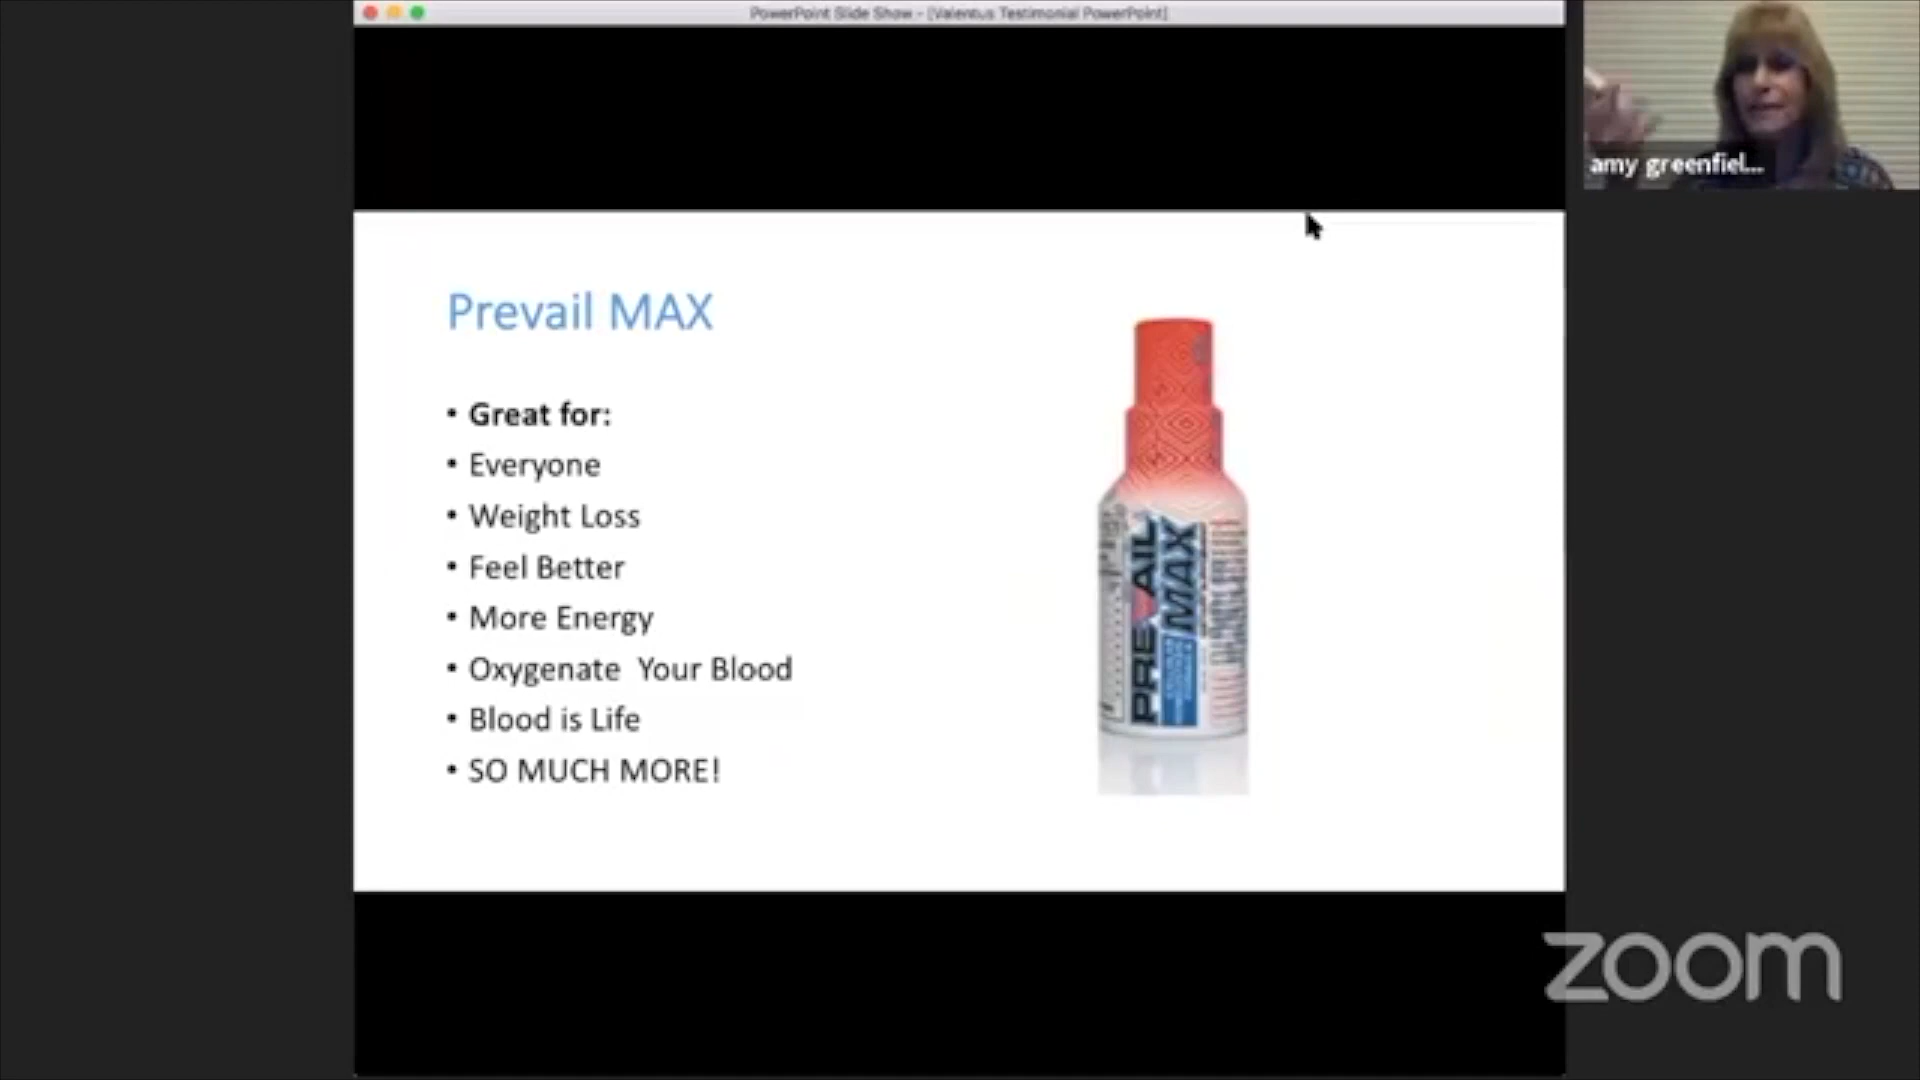 PowerPoint Slide Show - [Valentus Testimonial PowerPoint]
amy greenfiel...
Prevail MAX
• Great for:
• Everyone
• Weight Loss
• Feel Better
• More Energy
• Oxygenate  Your Blood
• Blood is Life
• SO MUCH MORE!
PREVAIL
MAX
zoom